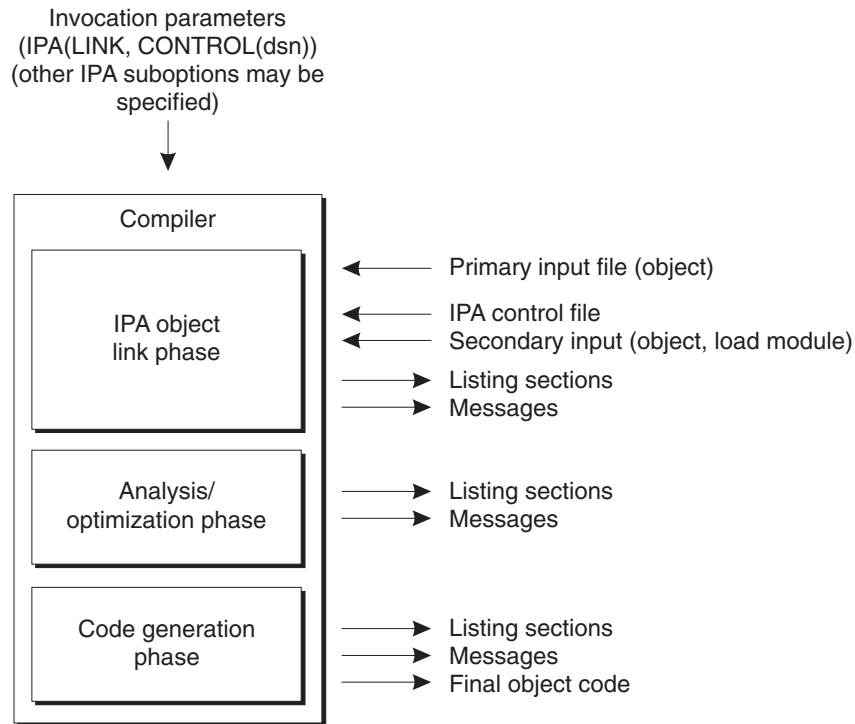 Invocation parameters
(IPA(LINK, CONTROL(dsn))
(other IPA suboptions may be
specified)
Compiler
IPA object
link phase
Primary input file (object)
IPA control file
Secondary input (object, load module)
Listing sections
Messages
Analysis/
optimization phase
Listing sections
Messages
Code generation
phase
Listing sections
Messages
Final object code